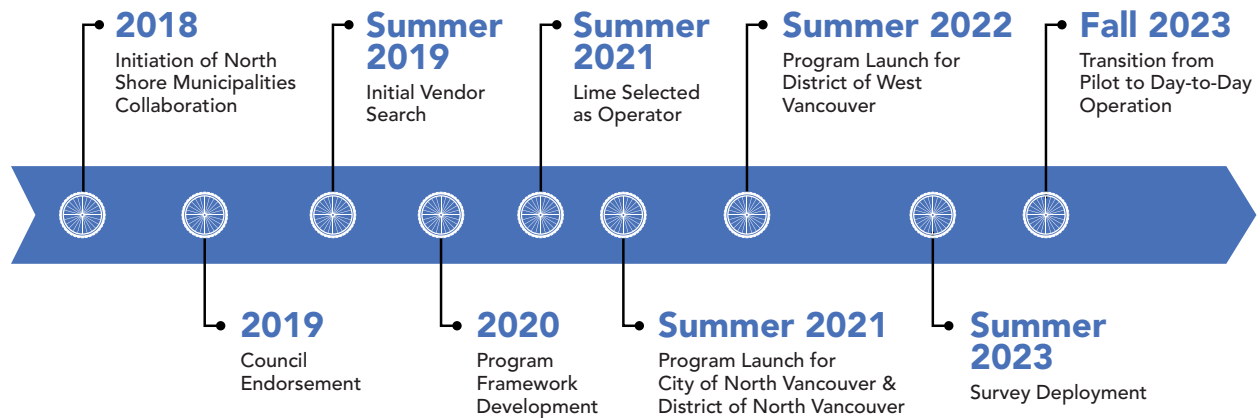 2018
Initiation of North
Shore Municipalities
Collaboration
2019
Council
Endorsement
Summer
2019
Initial Vendor
Search
2020
Program
Framework
Development
Summer
2021
Lime Selected
as Operator
Summer 2021
Program Launch for
City of North Vancouver &
District of North Vancouver
Summer 2022
Program Launch for
District of West
Vancouver
Summer
2023
Survey Deployment
Fall 2023
Transition from
Pilot to Day-to-Day
Operation